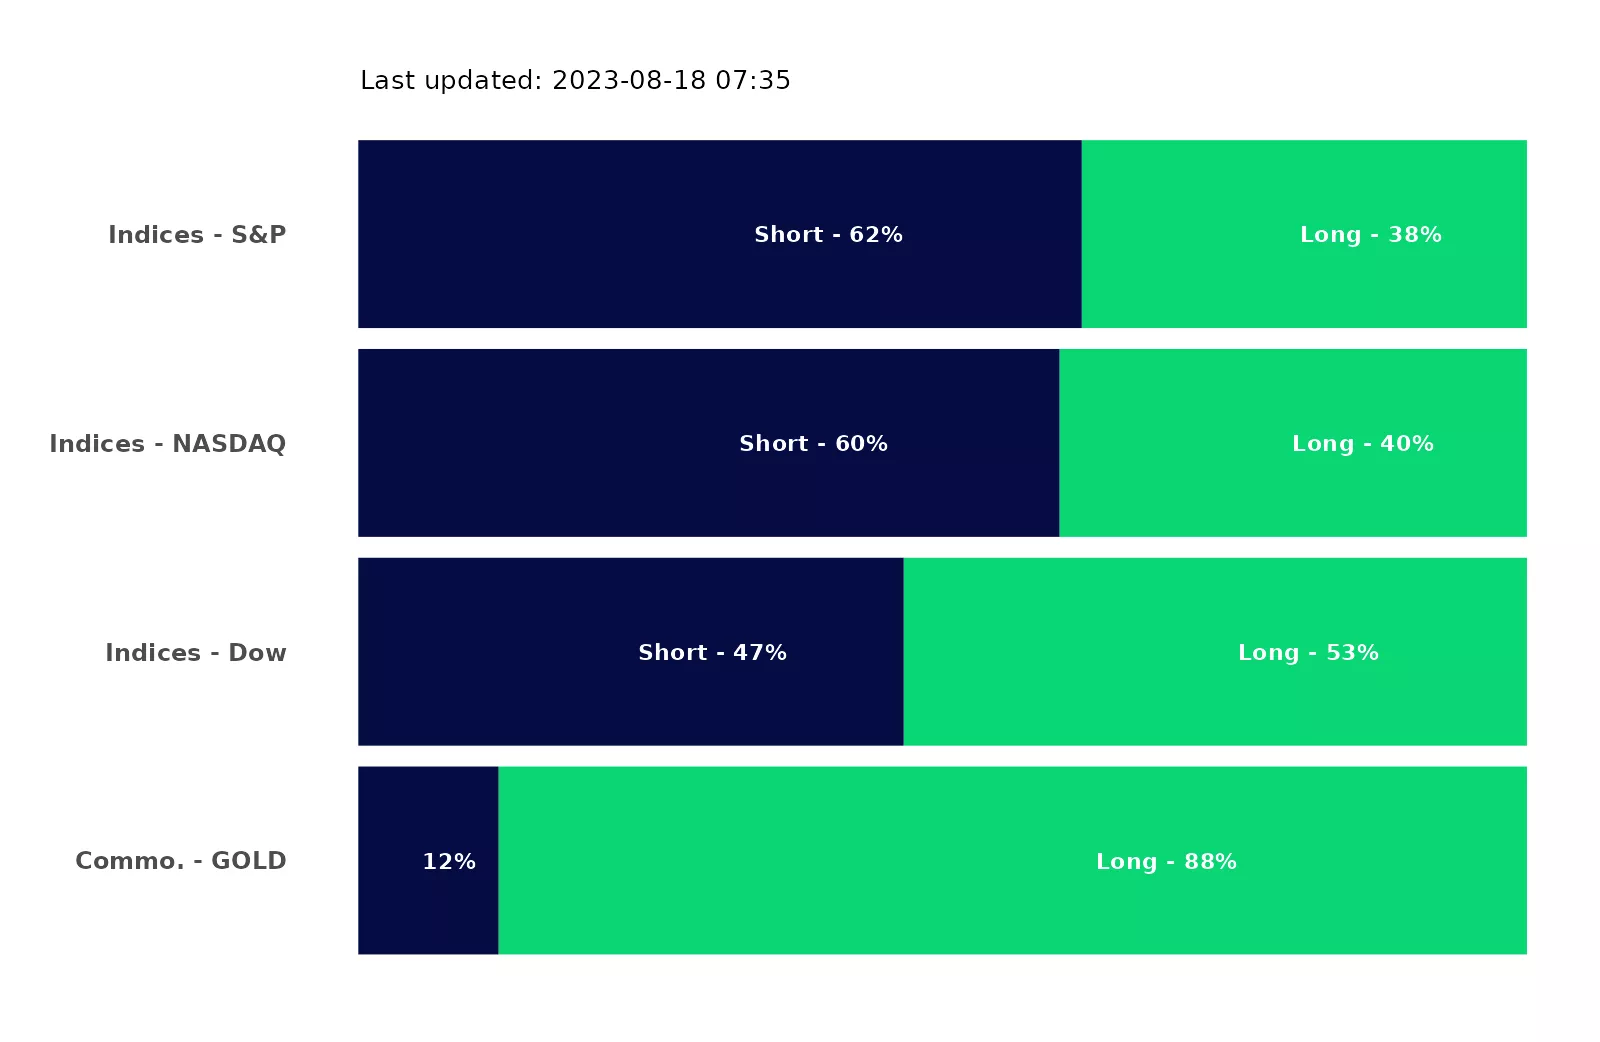 Last updated: 2023-08-18 07:35
Indices - S&P Short - 62% Long - 38%
Indices - NASDAQ Short - 60% Long - 40%
Indices - Dow Short - 47% Long - 53%
Commo. - GOLD 12% Long - 88%